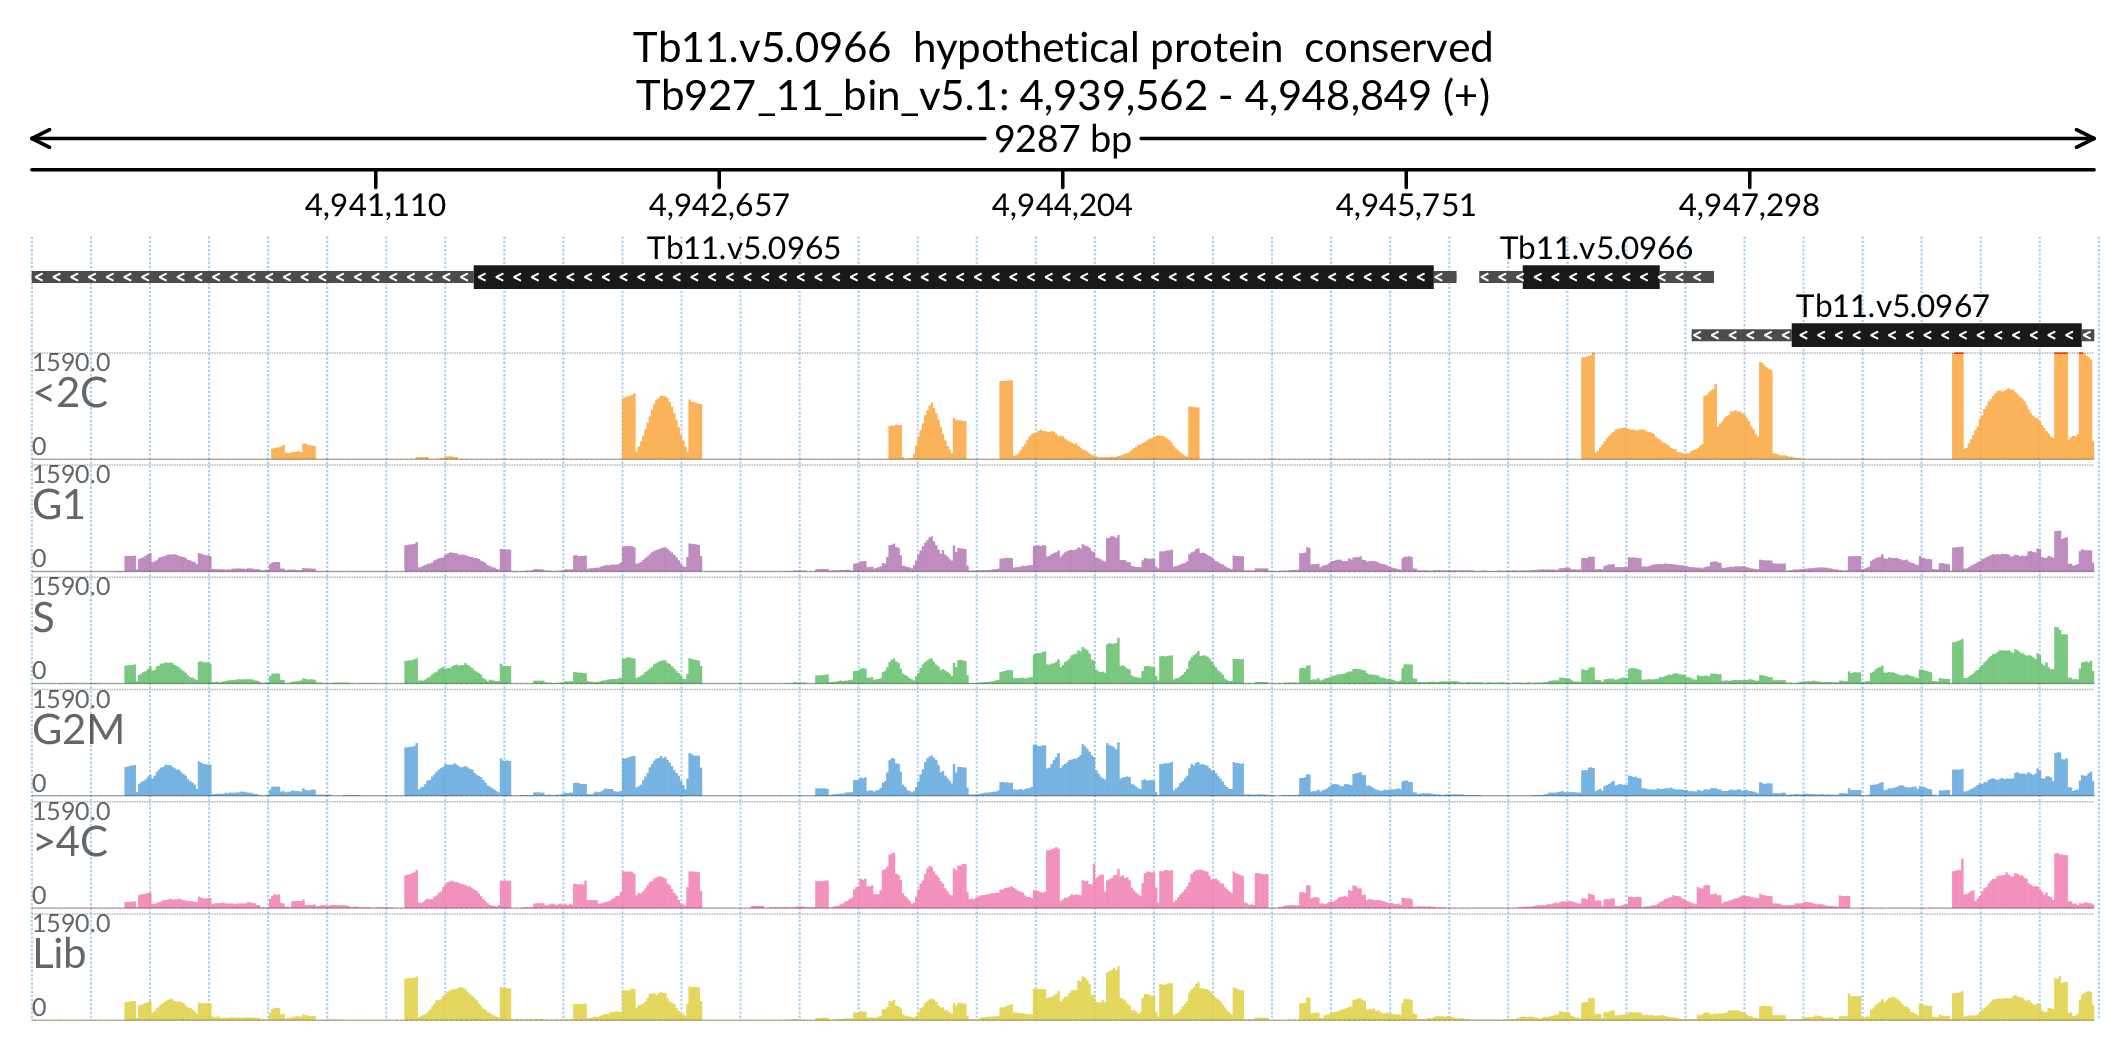 Tb11.v5.0966  hypothetical protein  conserved
Tb927_11_bin_v5.1: 4,939,562 - 4,948,849 (+)
9287 bp
4,941,110 4,942,657 4,944,204 4,945,751 4,947,298
Tb11.v5.0965 Tb11.v5.0966
Tb11.v5.0967
1590.0
<2C
0
1590.0
G1
0
1590.0
S
0
1590.0
G2M
0
1590.0
>4C
0
1590.0
Lib
0